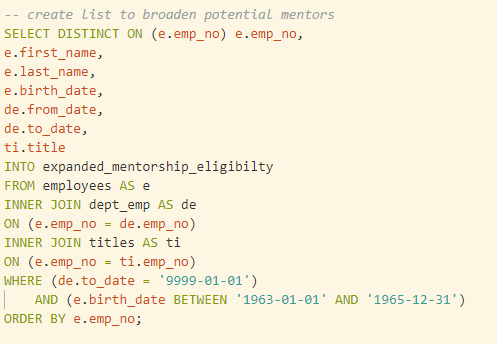 -- create list to broaden potential mentors
SELECT DISTINCT ON (e.emp_no) e.emp_no,
e.first_name,
e.last_name,
e.birth_date,
de.from_date,
de.to_date,
ti.title
INTO expanded_mentorship_eligibilty
FROM employees AS e
INNER JOIN dept_emp AS de
ON (e.emp_no = de.emp_no)
INNER JOIN titles AS ti
ON (e.emp_no = ti.emp_no)
WHERE (de.to_date = '9999-01-01')
    AND (e.birth_date BETWEEN '1963-01-01' AND '1965-12-31')
ORDER BY e.emp_no;